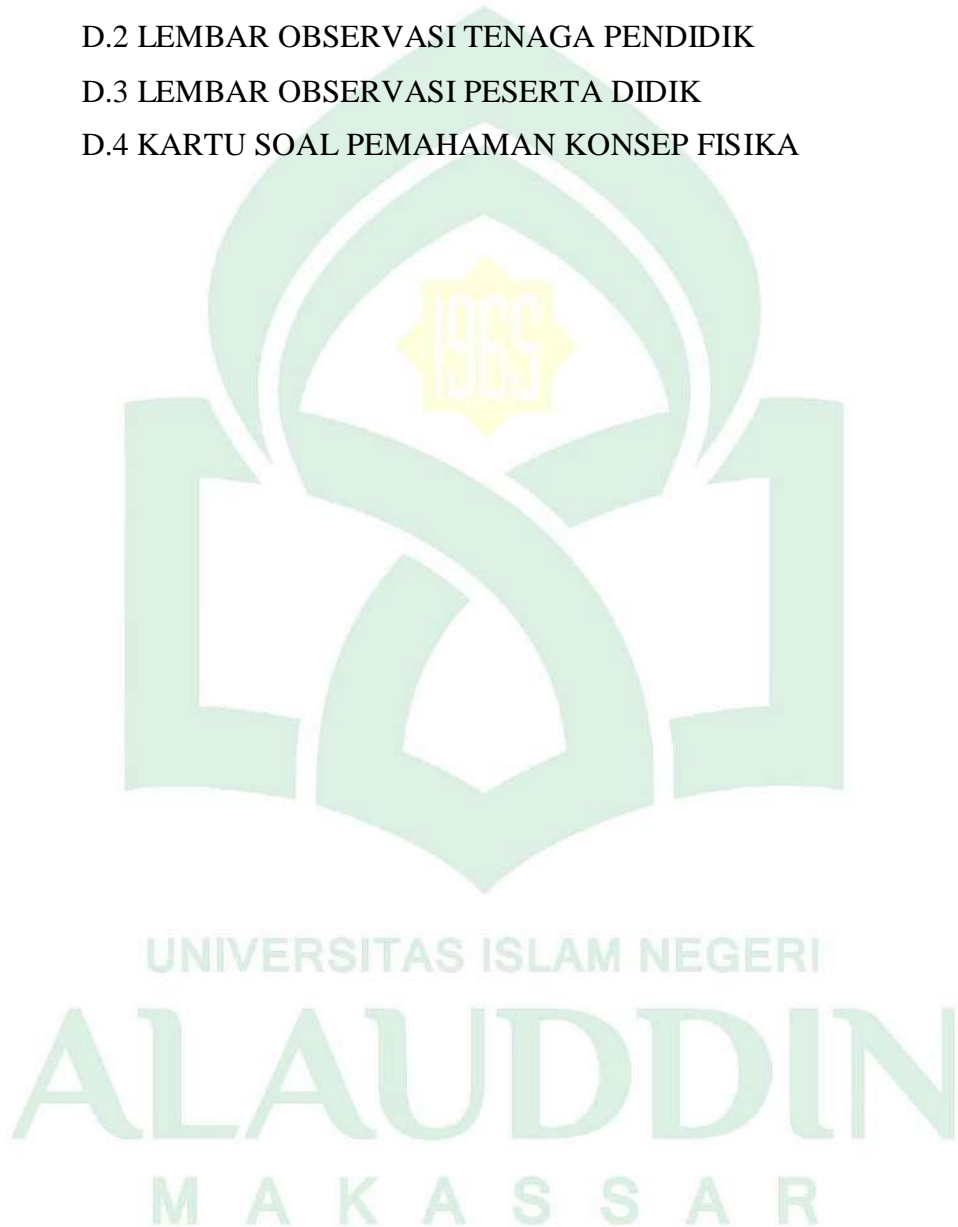 D.2 LEMBAR OBSERVASI TENAGA PENDIDIK
D.3 LEMBAR OBSERVASI PESERTA DIDIK
D.4 KARTU SOAL PEMAHAMAN KONSEP FISIKA
1965
UNIVERSITAS ISLAM NEGERI
ALAUDDIN
MAKASSAR